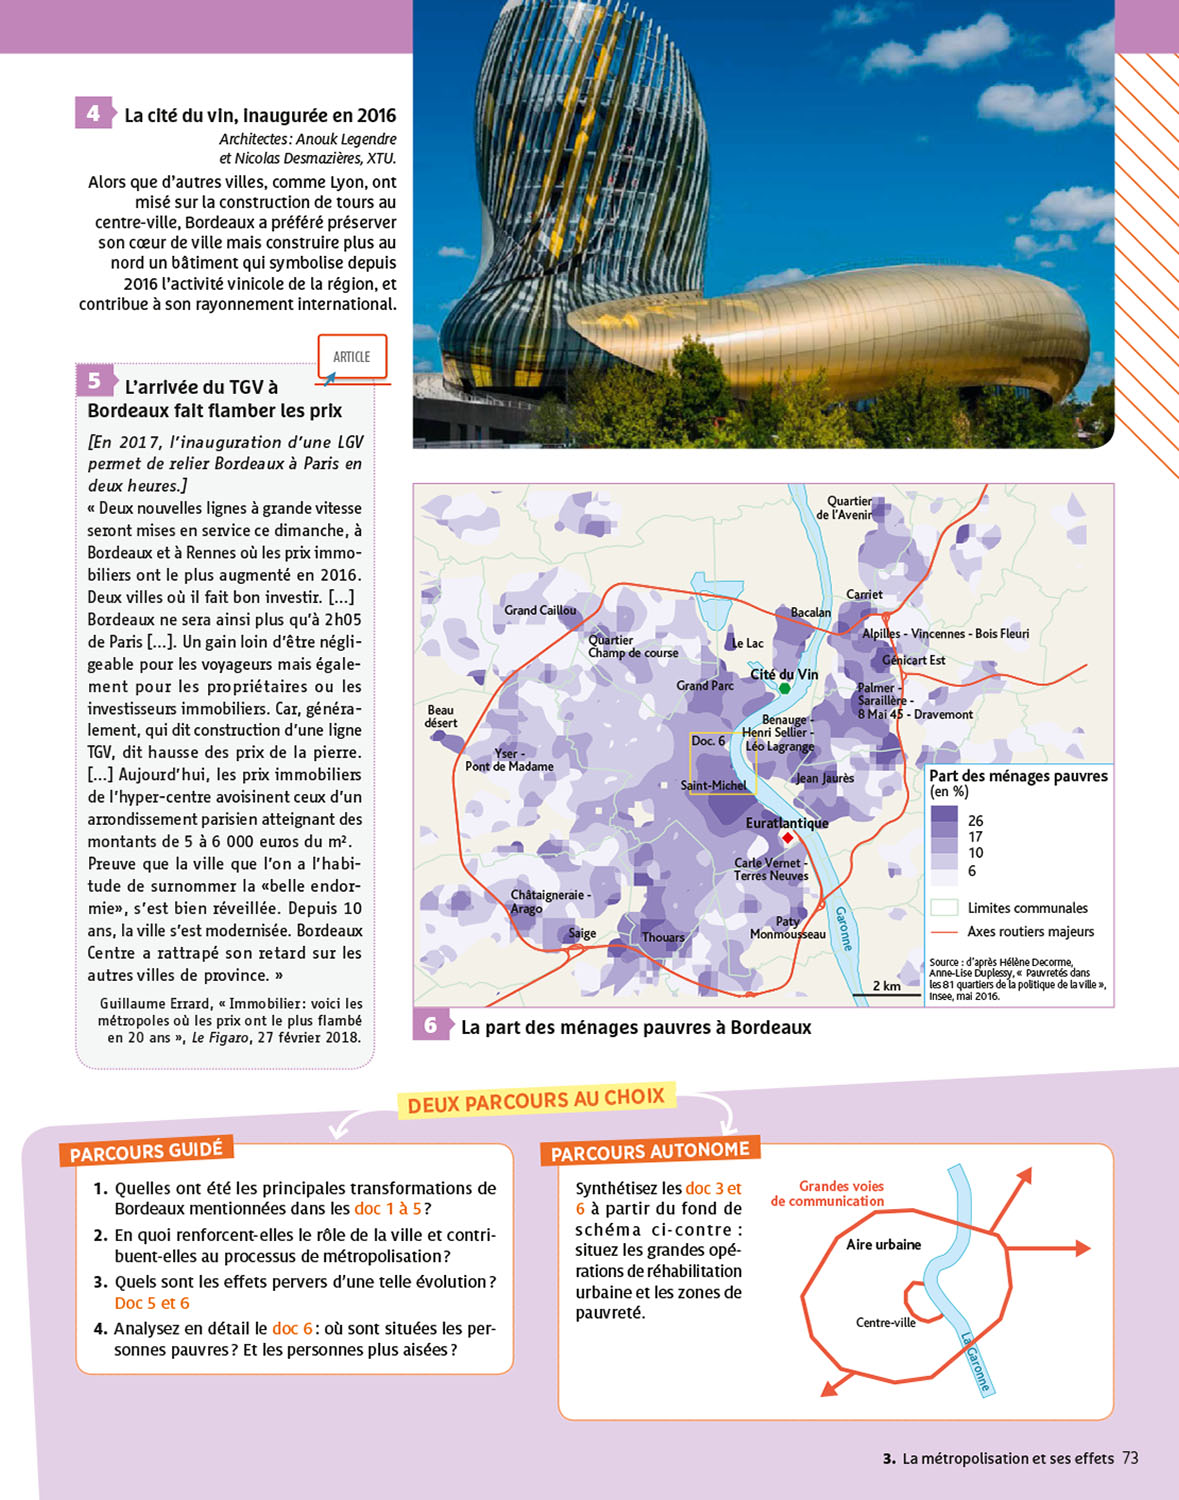 4 La cité du vin, inaugurée en 2016
Architectes : Anouk Legendre
et Nicolas Desmazières, XTU.
Alors que d’autres villes, comme Lyon, ont
misé sur la construction de tours au
centre-ville, Bordeaux a préféré préserver
son cœur de ville mais construire plus au
nord un bâtiment qui symbolise depuis
2016 l’activité vinicole de la région, et
contribue à son rayonnement international.
ARTICLE
5 L’arrivée du TGV à
Bordeaux fait flamber les prix
[En 2017, l’inauguration d’une LGV
permet de relier Bordeaux à Paris en
deux heures.]
« Deux nouvelles lignes à grande vitesse
seront mises en service ce dimanche, à
Bordeaux et à Rennes où les prix immo-
biliers ont le plus augmenté en 2016.
Deux villes où il fait bon investir. [...]
Bordeaux ne sera ainsi plus qu’à 2h05
de Paris [...]. Un gain loin d’être négli-
geable pour les voyageurs mais égale-
ment pour les propriétaires ou les
investisseurs immobiliers. Car, généra-
lement, qui dit construction d’une ligne
TGV, dit hausse des prix de la pierre.
[...] Aujourd’hui, les prix immobiliers
de l’hyper-centre avoisinent ceux d’un
arrondissement parisien atteignant des
montants de 5 à 6 000 euros du m².
Preuve que la ville que l’on a l’habi-
tude de surnommer la «belle endor-
mie», s’est bien réveillée. Depuis 10
ans, la ville s’est modernisée. Bordeaux
Centre a rattrapé son retard sur les
autres villes de province. »
Guillaume Errard, « Immobilier : voici les
métropoles où les prix ont le plus flambé
en 20 ans », Le Figaro, 27 février 2018.
Quartier
de l’Avenir
Carriet
Grand Caillou
Bacalan
Quartier
Champ de course
Le Lac
Alpilles - Vincennes - Bois Fleuri
Génicart Est
Cité du Vin
Grand Parc
Palmer -
Saraillère -
8 Mai 45 - Dravemont
Beau
désert
Benauge -
Henri Sellier -
Léo Lagrange
Doc. 6
Yser -
Pont de Madame
Saint-Michel
Jean Jaurès
Euratlantique
Carle Vernet -
Terres Neuves
Châtaigneraie -
Arago
Saige
Thouars
Paty
Monmousseau
Garonne
2 km
Part des ménages pauvres
(en %)
26
17
10
6
Limites communales
Axes routiers majeurs
Source : d’après Hélène Decorme,
Anne-Lise Duplessy, « Pauvretés dans
les 81 quartiers de la politique de la ville »,
Insee, mai 2016.
6 La part des ménages pauvres à Bordeaux
DEUX PARCOURS AU CHOIX
PARCOURS GUIDÉ
1. Quelles ont été les principales transformations de
Bordeaux mentionnées dans les doc 1 à 5 ?
2. En quoi renforcent-elles le rôle de la ville et contri-
buent-elles au processus de métropolisation ?
3. Quels sont les effets pervers d’une telle évolution ?
Doc 5 et 6
4. Analysez en détail le doc 6 : où sont situées les per-
sonnes pauvres ? Et les personnes plus aisées ?
PARCOURS AUTONOME
Synthétisez les doc 3 et
6 à partir du fond de
schéma ci-contre :
situez les grandes opé-
rations de réhabilitation
urbaine et les zones de
pauvreté.
Grandes voies
de communication
Aire urbaine
Centre-ville
La Garonne
3. La métropolisation et ses effets 73